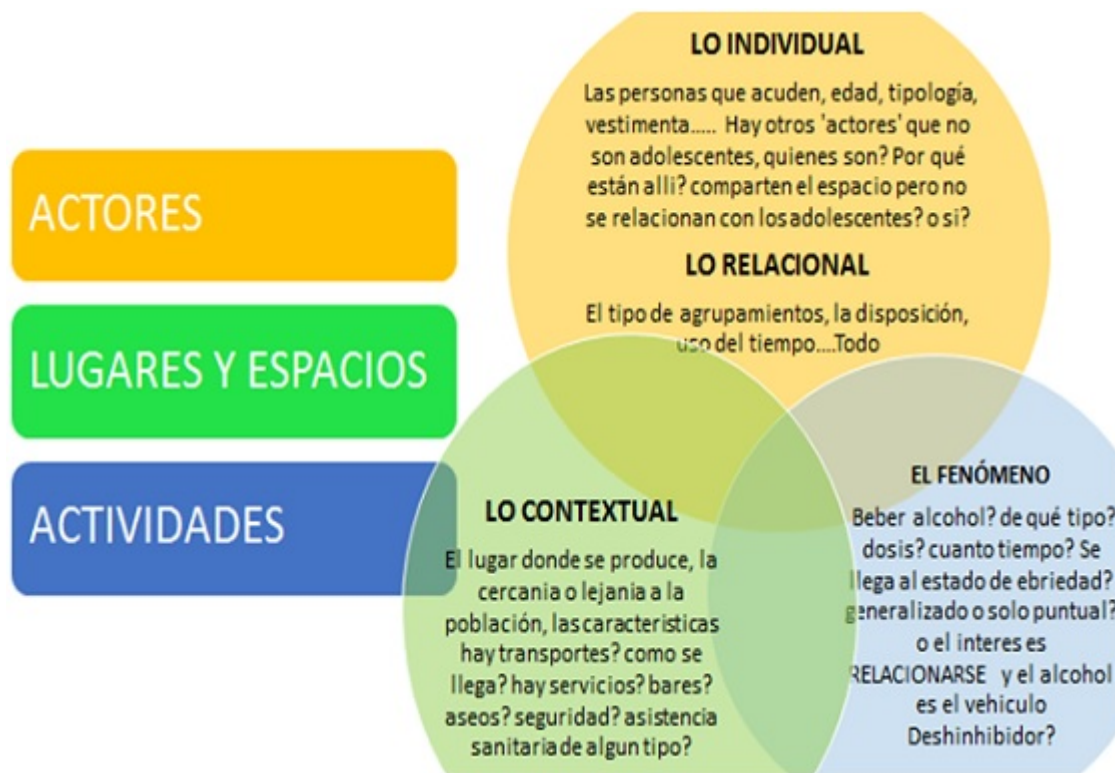 ACTORES
LUGARES Y ESPACIOS
ACTIVIDADES
LO INDIVIDUAL
Las personas que acuden, edad, tipología,
vestimenta..... Hay otros 'actores' que no
son adolescentes, quienes son? Por qué
están alli? comparten el espacio pero no
se relacionan con los adolescentes? o si?
LO RELACIONAL
El tipo de agrupamientos, la disposición,
uso del tiempo....Todo
LO CONTEXTUAL
El lugar donde se produce, la
cercania o lejania a la
población, las caracteristicas
hay transportes? como se
llega? hay servicios? bares?
aseos? seguridad? asistencia
sanitaria de algun tipo?
EL FENÓMENO
Beber alcohol? de qué tipo?
dosis? cuanto tiempo? Se
llega al estado de ebriedad?
generalizado o solo puntual?
o el interes es
RELACIONARSE y el alcohol
es el vehiculo
Deshinhibidor?